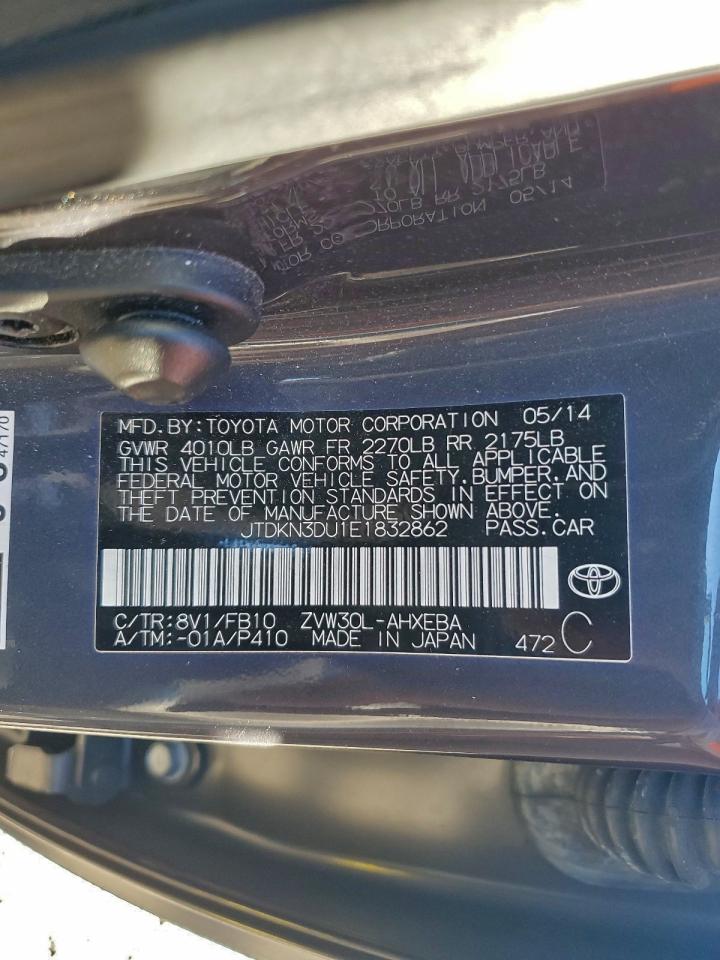 MFD.BY:TOYOTA MOTOR CORPORATION 05/14
GVWR 4010LB GAWR FR 2270LB RR 2175LB
THIS VEHICLE CONFORMS TO ALL APPLICABLE
FEDERAL MOTOR VEHICLE SAFETY,BUMPER,AND
THEFT PREVENTION STANDARDS IN EFFECT ON
THE DATE OF MANUFACTURE SHOWN ABOVE.
JTDKN3DU1E1832862 PASS.CAR
C/TR:8V1/FB10 ZVW30L-AHXEBA
A/TM:-01A/P410 MADE IN JAPAN 472 C